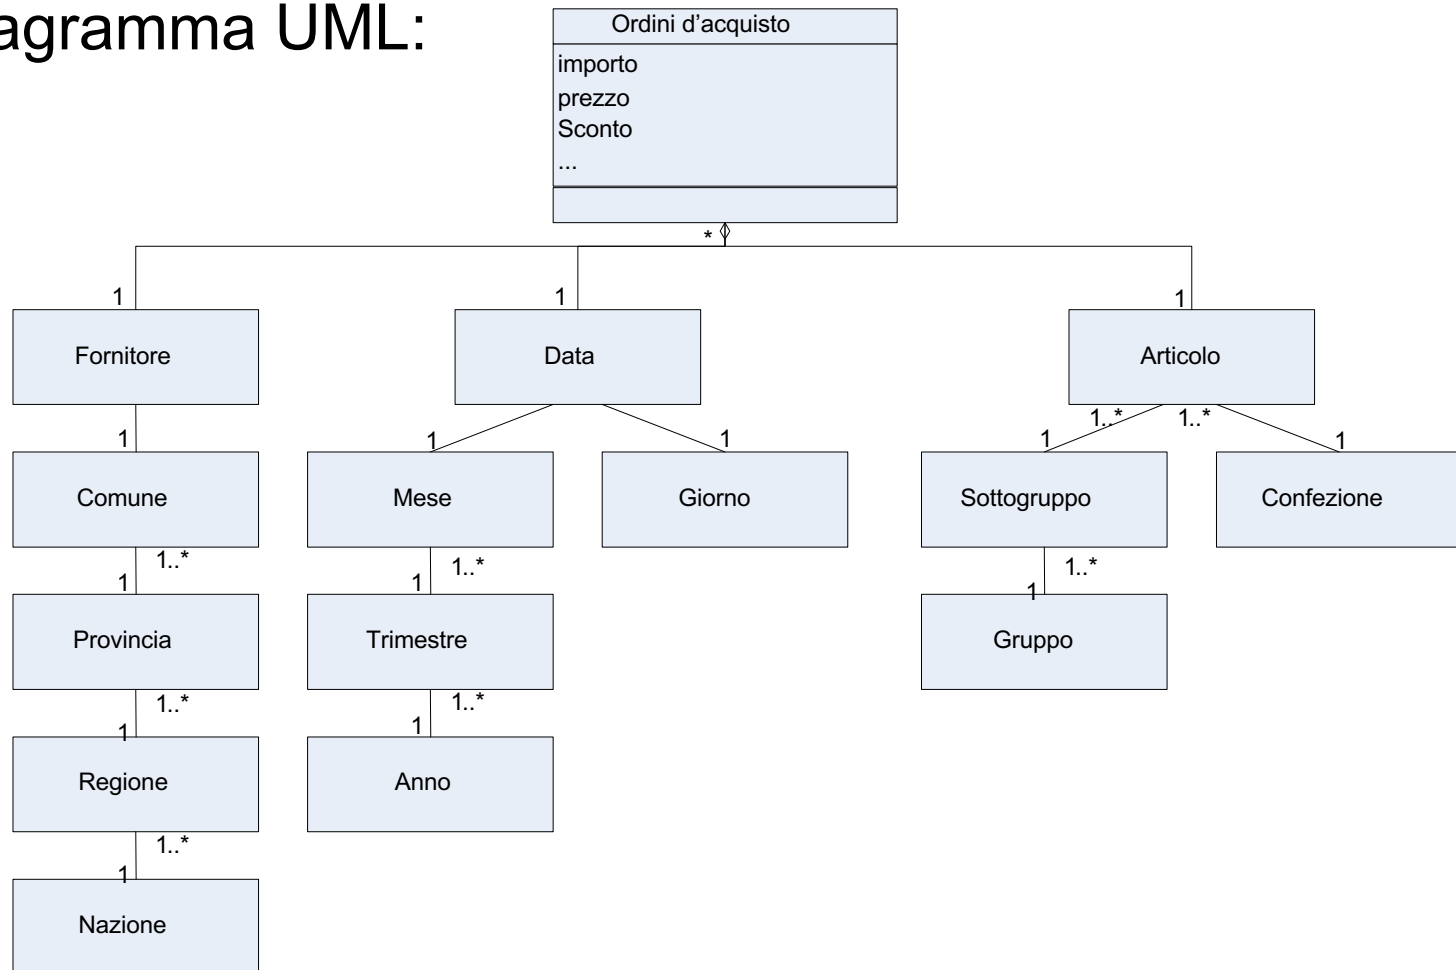 agramma UML:
Ordini d'acquisto
importo
prezzo
Sconto
...
*
1
1
1
Fornitore
Data
Articolo
1..*
1..*
1
1
1
1
1
Comune
Mese
Giorno
Sottogruppo
Confezione
1..*
1..*
1..*
1
1
1
Provincia
Trimestre
Gruppo
1..*
1..*
1
1
Regione
Anno
1..*
1
Nazione